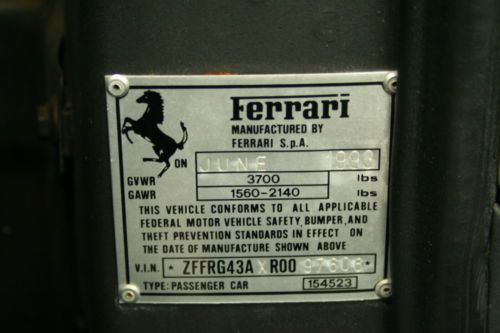 Ferrari
MANUFACTURED BY
FERRARI S.p.A.
ON JUNE 1993
GVWR 3700 lbs
GAWR 1560-2140 lbs
THIS VEHICLE CONFORMS TO ALL APPLICABLE
FEDERAL MOTOR VEHICLE SAFETY, BUMPER, AND
THEFT PREVENTION STANDARDS IN EFFECT ON
THE DATE OF MANUFACTURE SHOWN ABOVE
V.I.N. * ZFFRG43A X R00 97606 *
TYPE: PASSENGER CAR 154523